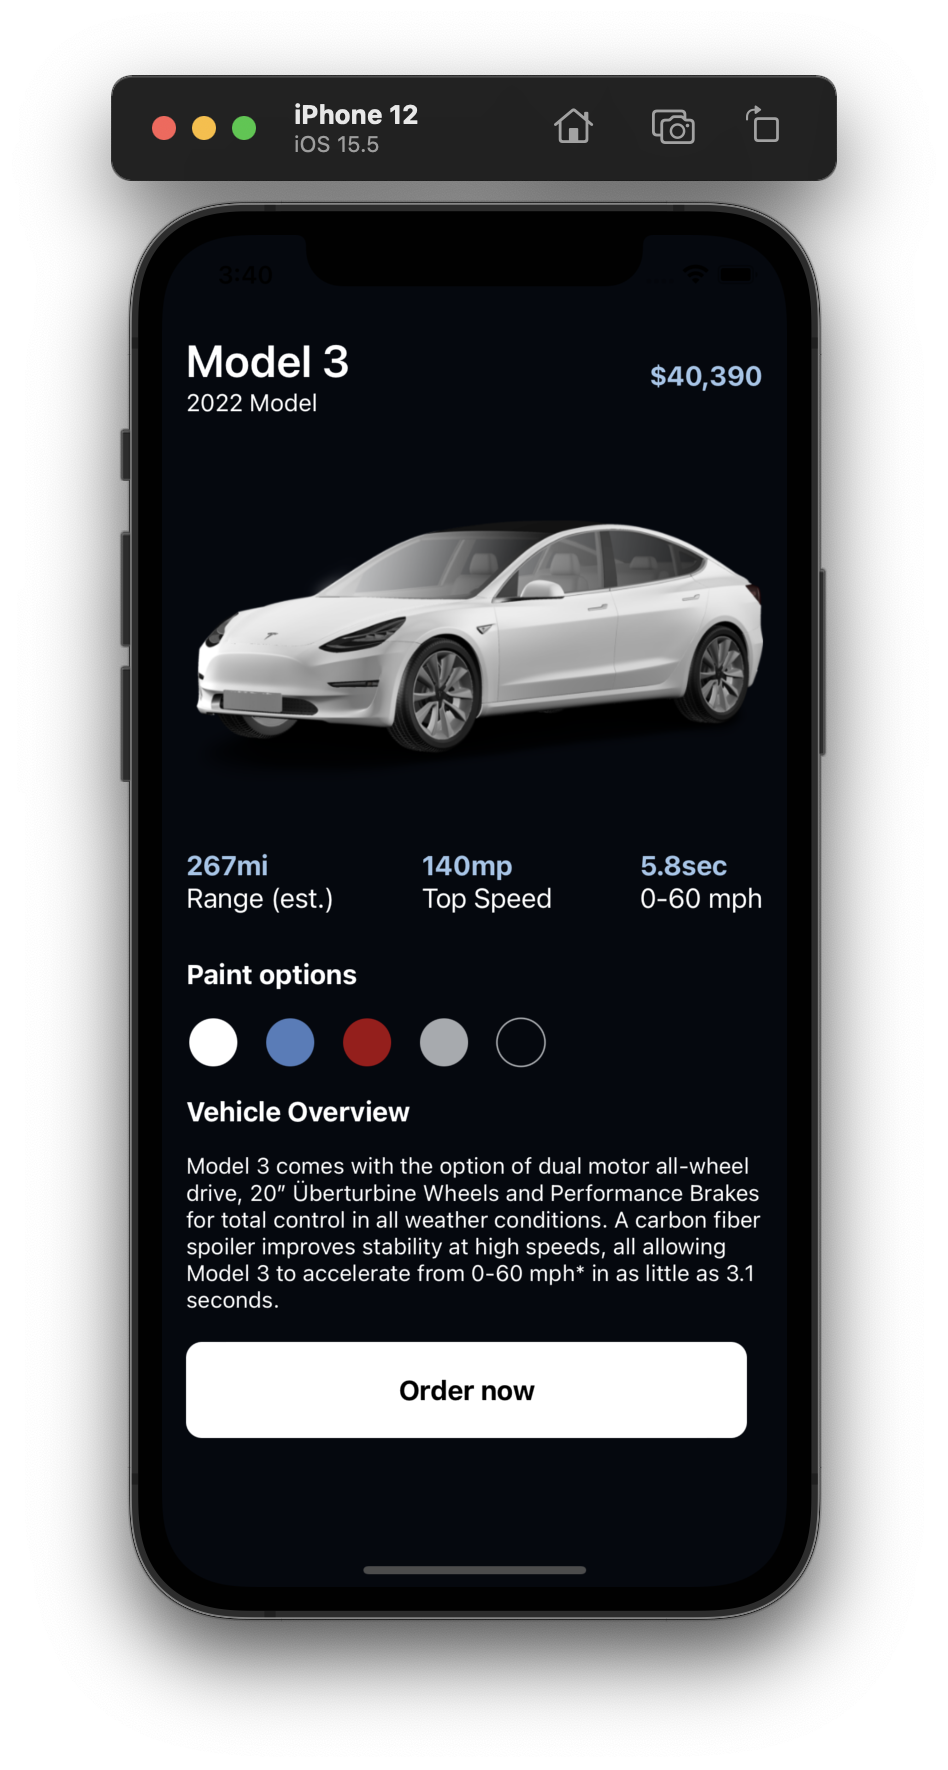 iPhone 12
iOS 15.5
3:40
Model 3
2022 Model
$40,390
267mi
140mp
5.8sec
Range (est.)
Top Speed
0-60 mph
Paint options
Vehicle Overview
Model 3 comes with the option of dual motor all-wheel
drive, 20” Überturbine Wheels and Performance Brakes
for total control in all weather conditions. A carbon fiber
spoiler improves stability at high speeds, all allowing
Model 3 to accelerate from 0-60 mph* in as little as 3.1
seconds.
Order now